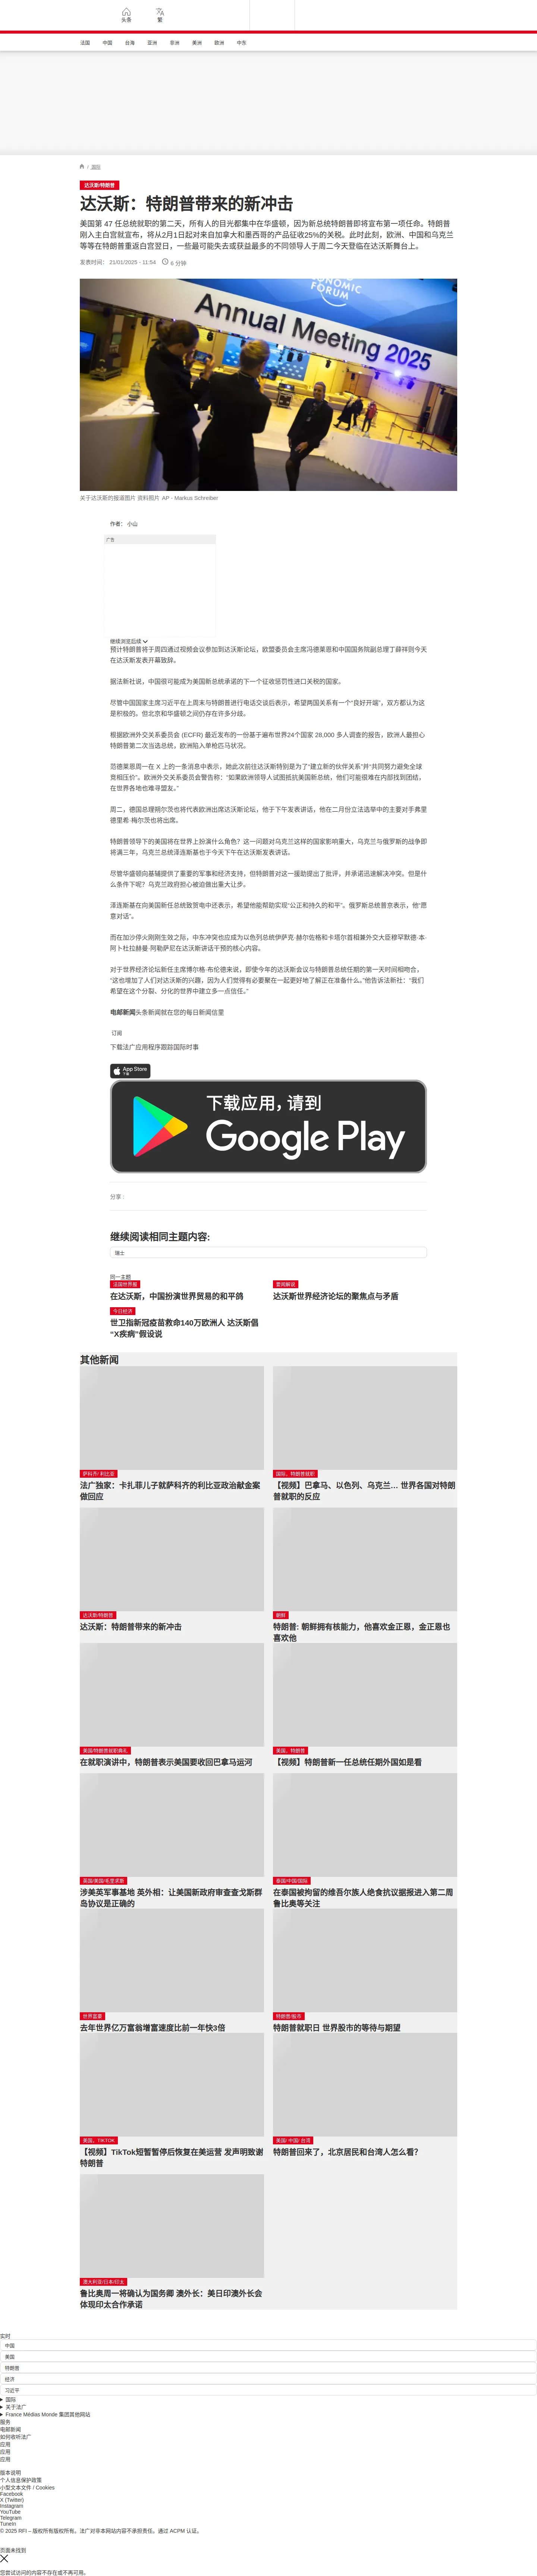 头条
繁
法国
中国
台海
亚洲
非洲
美洲
欧洲
中东
/ 国际
达沃斯/特朗普
达沃斯：特朗普带来的新冲击
美国第 47 任总统就职的第二天，所有人的目光都集中在华盛顿，因为新总统特朗普即将宣布第一项任命。特朗普
刚入主白宫就宣布，将从2月1日起对来自加拿大和墨西哥的产品征收25%的关税。此时此刻，欧洲、中国和乌克兰
等等在特朗普重返白宫翌日，一些最可能失去或获益最多的不同领导人于周二今天登临在达沃斯舞台上。
发表时间： 21/01/2025 - 11:54
6 分钟
ECONOMIC
FORUM
Annual Meeting 2025
关于达沃斯的报道图片 资料照片 AP - Markus Schreiber
作者： 小山
广告
继续浏览后续
预计特朗普将于周四通过视频会议参加到达沃斯论坛，欧盟委员会主席冯德莱恩和中国国务院副总理丁薛祥则今天
在达沃斯发表开幕致辞。
据法新社说，中国很可能成为美国新总统承诺的下一个征收惩罚性进口关税的国家。
尽管中国国家主席习近平在上周末与特朗普进行电话交谈后表示，希望两国关系有一个“良好开端”，双方都认为这
是积极的。但北京和华盛顿之间仍存在许多分歧。
根据欧洲外交关系委员会 (ECFR) 最近发布的一份基于遍布世界24个国家 28,000 多人调查的报告，欧洲人最担心
特朗普第二次当选总统，欧洲陷入单枪匹马状况。
范德莱恩周一在 X 上的一条消息中表示，她此次前往达沃斯特别是为了“建立新的伙伴关系”并“共同努力避免全球
竞相压价”。欧洲外交关系委员会警告称：“如果欧洲领导人试图抵抗美国新总统，他们可能很难在内部找到团结，
在世界各地也难寻盟友。”
周二，德国总理朔尔茨也将代表欧洲出席达沃斯论坛，他于下午发表讲话，他在二月份立法选举中的主要对手弗里
德里希·梅尔茨也将出席。
特朗普领导下的美国将在世界上扮演什么角色？这一问题对乌克兰这样的国家影响重大，乌克兰与俄罗斯的战争即
将满三年，乌克兰总统泽连斯基也于今天下午在达沃斯发表讲话。
尽管华盛顿向基辅提供了重要的军事和经济支持，但特朗普对这一援助提出了批评，并承诺迅速解决冲突。但是什
么条件下呢？乌克兰政府担心被迫做出重大让步。
泽连斯基在向美国新任总统致贺电中还表示，希望他能帮助实现“公正和持久的和平”。俄罗斯总统普京表示，他“愿
意对话”。
而在加沙停火刚刚生效之际，中东冲突也应成为以色列总统伊萨克·赫尔佐格和卡塔尔首相兼外交大臣穆罕默德·本·
阿卜杜拉赫曼·阿勒萨尼在达沃斯讲话干预的核心内容。
对于世界经济论坛新任主席博尔格·布伦德来说，即使今年的达沃斯会议与特朗普总统任期的第一天时间相吻合，
“这也增加了人们对达沃斯的兴趣，因为人们觉得有必要聚在一起更好地了解正在准备什么。”他告诉法新社：“我们
希望在这个分裂、分化的世界中建立多一点信任。”
电邮新闻头条新闻就在您的每日新闻信里
订阅
下载法广应用程序跟踪国际时事
App Store
下载
下载应用，请到
Google Play
分享 :
继续阅读相同主题内容:
瑞士
同一主题
法国世界报
在达沃斯，中国扮演世界贸易的和平鸽
要闻解说
达沃斯世界经济论坛的聚焦点与矛盾
今日经济
世卫指新冠疫苗救命140万欧洲人 达沃斯倡
“X疾病”假设说
其他新闻
萨科齐/ 利比亚
法广独家：卡扎菲儿子就萨科齐的利比亚政治献金案
做回应
国际，特朗普就职
【视频】巴拿马、以色列、乌克兰… 世界各国对特朗
普就职的反应
达沃斯/特朗普
达沃斯：特朗普带来的新冲击
朝鲜
特朗普: 朝鲜拥有核能力，他喜欢金正恩，金正恩也
喜欢他
美国/特朗普就职典礼
在就职演讲中，特朗普表示美国要收回巴拿马运河
美国，特朗普
【视频】特朗普新一任总统任期外国如是看
英国/美国/毛里求斯
涉美英军事基地 英外相：让美国新政府审查查戈斯群
岛协议是正确的
泰国/中国/国际
在泰国被拘留的维吾尔族人绝食抗议据报进入第二周
鲁比奥等关注
世界富豪
去年世界亿万富翁增富速度比前一年快3倍
特朗普/股市
特朗普就职日 世界股市的等待与期望
美国，TIKTOK
【视频】TikTok短暂暂停后恢复在美运营 发声明致谢
特朗普
美国/ 中国/ 台湾
特朗普回来了，北京居民和台湾人怎么看？
澳大利亚/日本/印太
鲁比奥周一将确认为国务卿 澳外长：美日印澳外长会
体现印太合作承诺
实时
中国
美国
特朗普
经济
习近平
国际
关于法广
France Médias Monde 集团其他网站
服务
电邮新闻
如何收听法广
应用
应用
应用
版本说明
个人信息保护政策
小型文本文件 / Cookies
Facebook
X (Twitter)
Instagram
YouTube
Telegram
TuneIn
© 2025 RFI – 版权所有版权所有。法广对非本网站内容不承担责任。通过 ACPM 认证。
页面未找到
您尝试访问的内容不存在或不再可用。